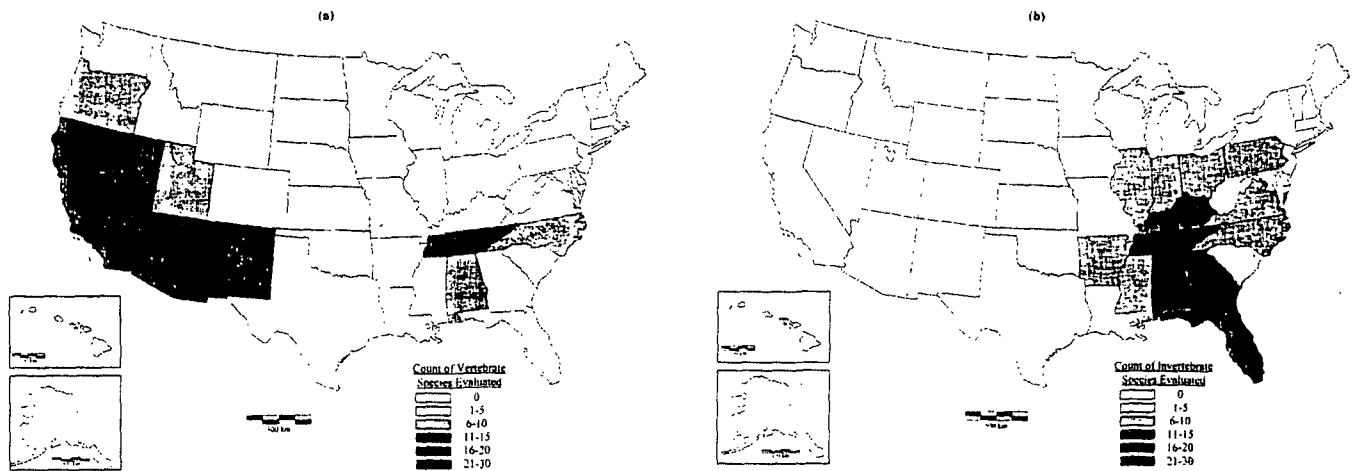 (a)
Count of Vertebrate
Species Evaluated
0
1-5
6-10
11-15
16-20
21-30
(b)
Count of Invertebrate
Species Evaluated
0
1-5
6-10
11-15
16-20
21-30